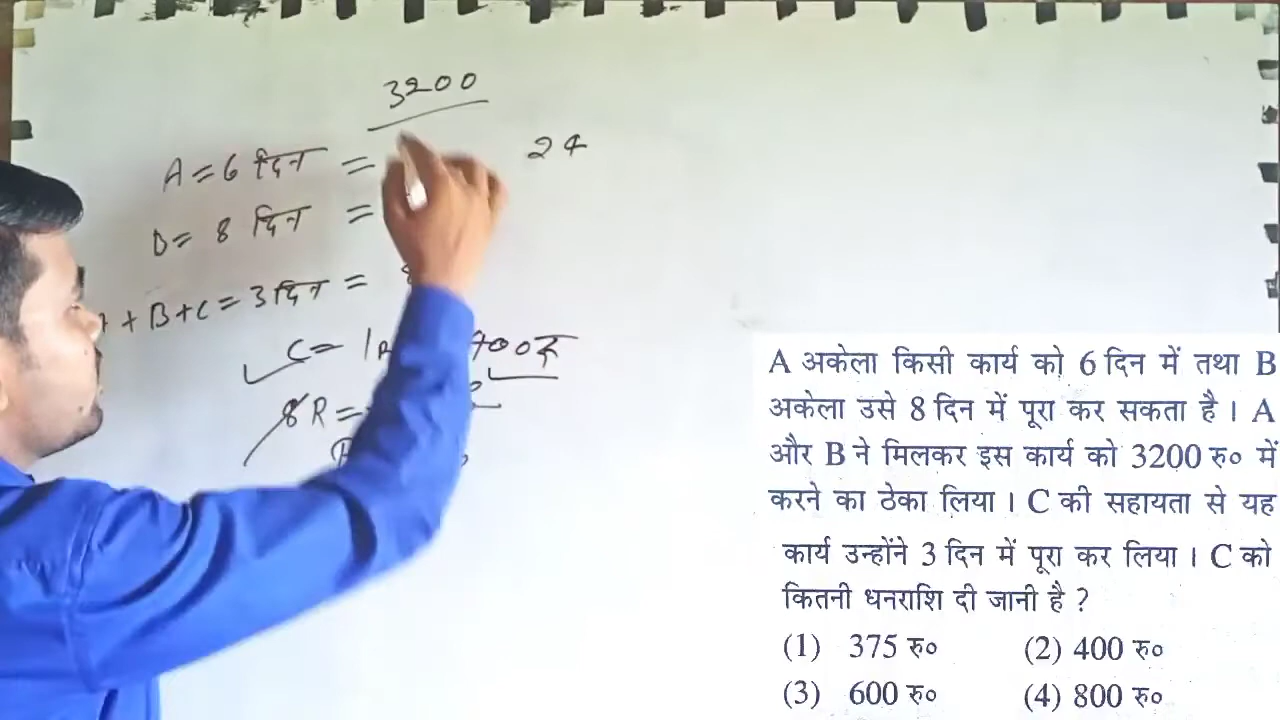 3200
24
A = 6 दिन =
B = 8 दिन =
+ B + C = 3 दिन =
C = 1R 400रु
8R =
A अकेला किसी कार्य को 6 दिन में तथा B
अकेला उसे 8 दिन में पूरा कर सकता है । A
और B ने मिलकर इस कार्य को 3200 रु० में
करने का ठेका लिया । C की सहायता से यह
कार्य उन्होंने 3 दिन में पूरा कर लिया । C को
कितनी धनराशि दी जानी है ?
(1) 375 रु० (2) 400 रु०
(3) 600 रु० (4) 800 रु०